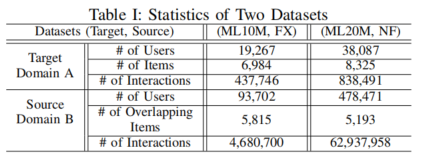 Table I: Statistics of Two Datasets
Datasets (Target, Source) (ML10M, FX) (ML20M, NF)
Target Domain A # of Users 19,267 38,087
# of Items 6,984 8,325
# of Interactions 437,746 838,491
Source Domain B # of Users 93,702 478,471
# of Overlapping Items 5,815 5,193
# of Interactions 4,680,700 62,937,958